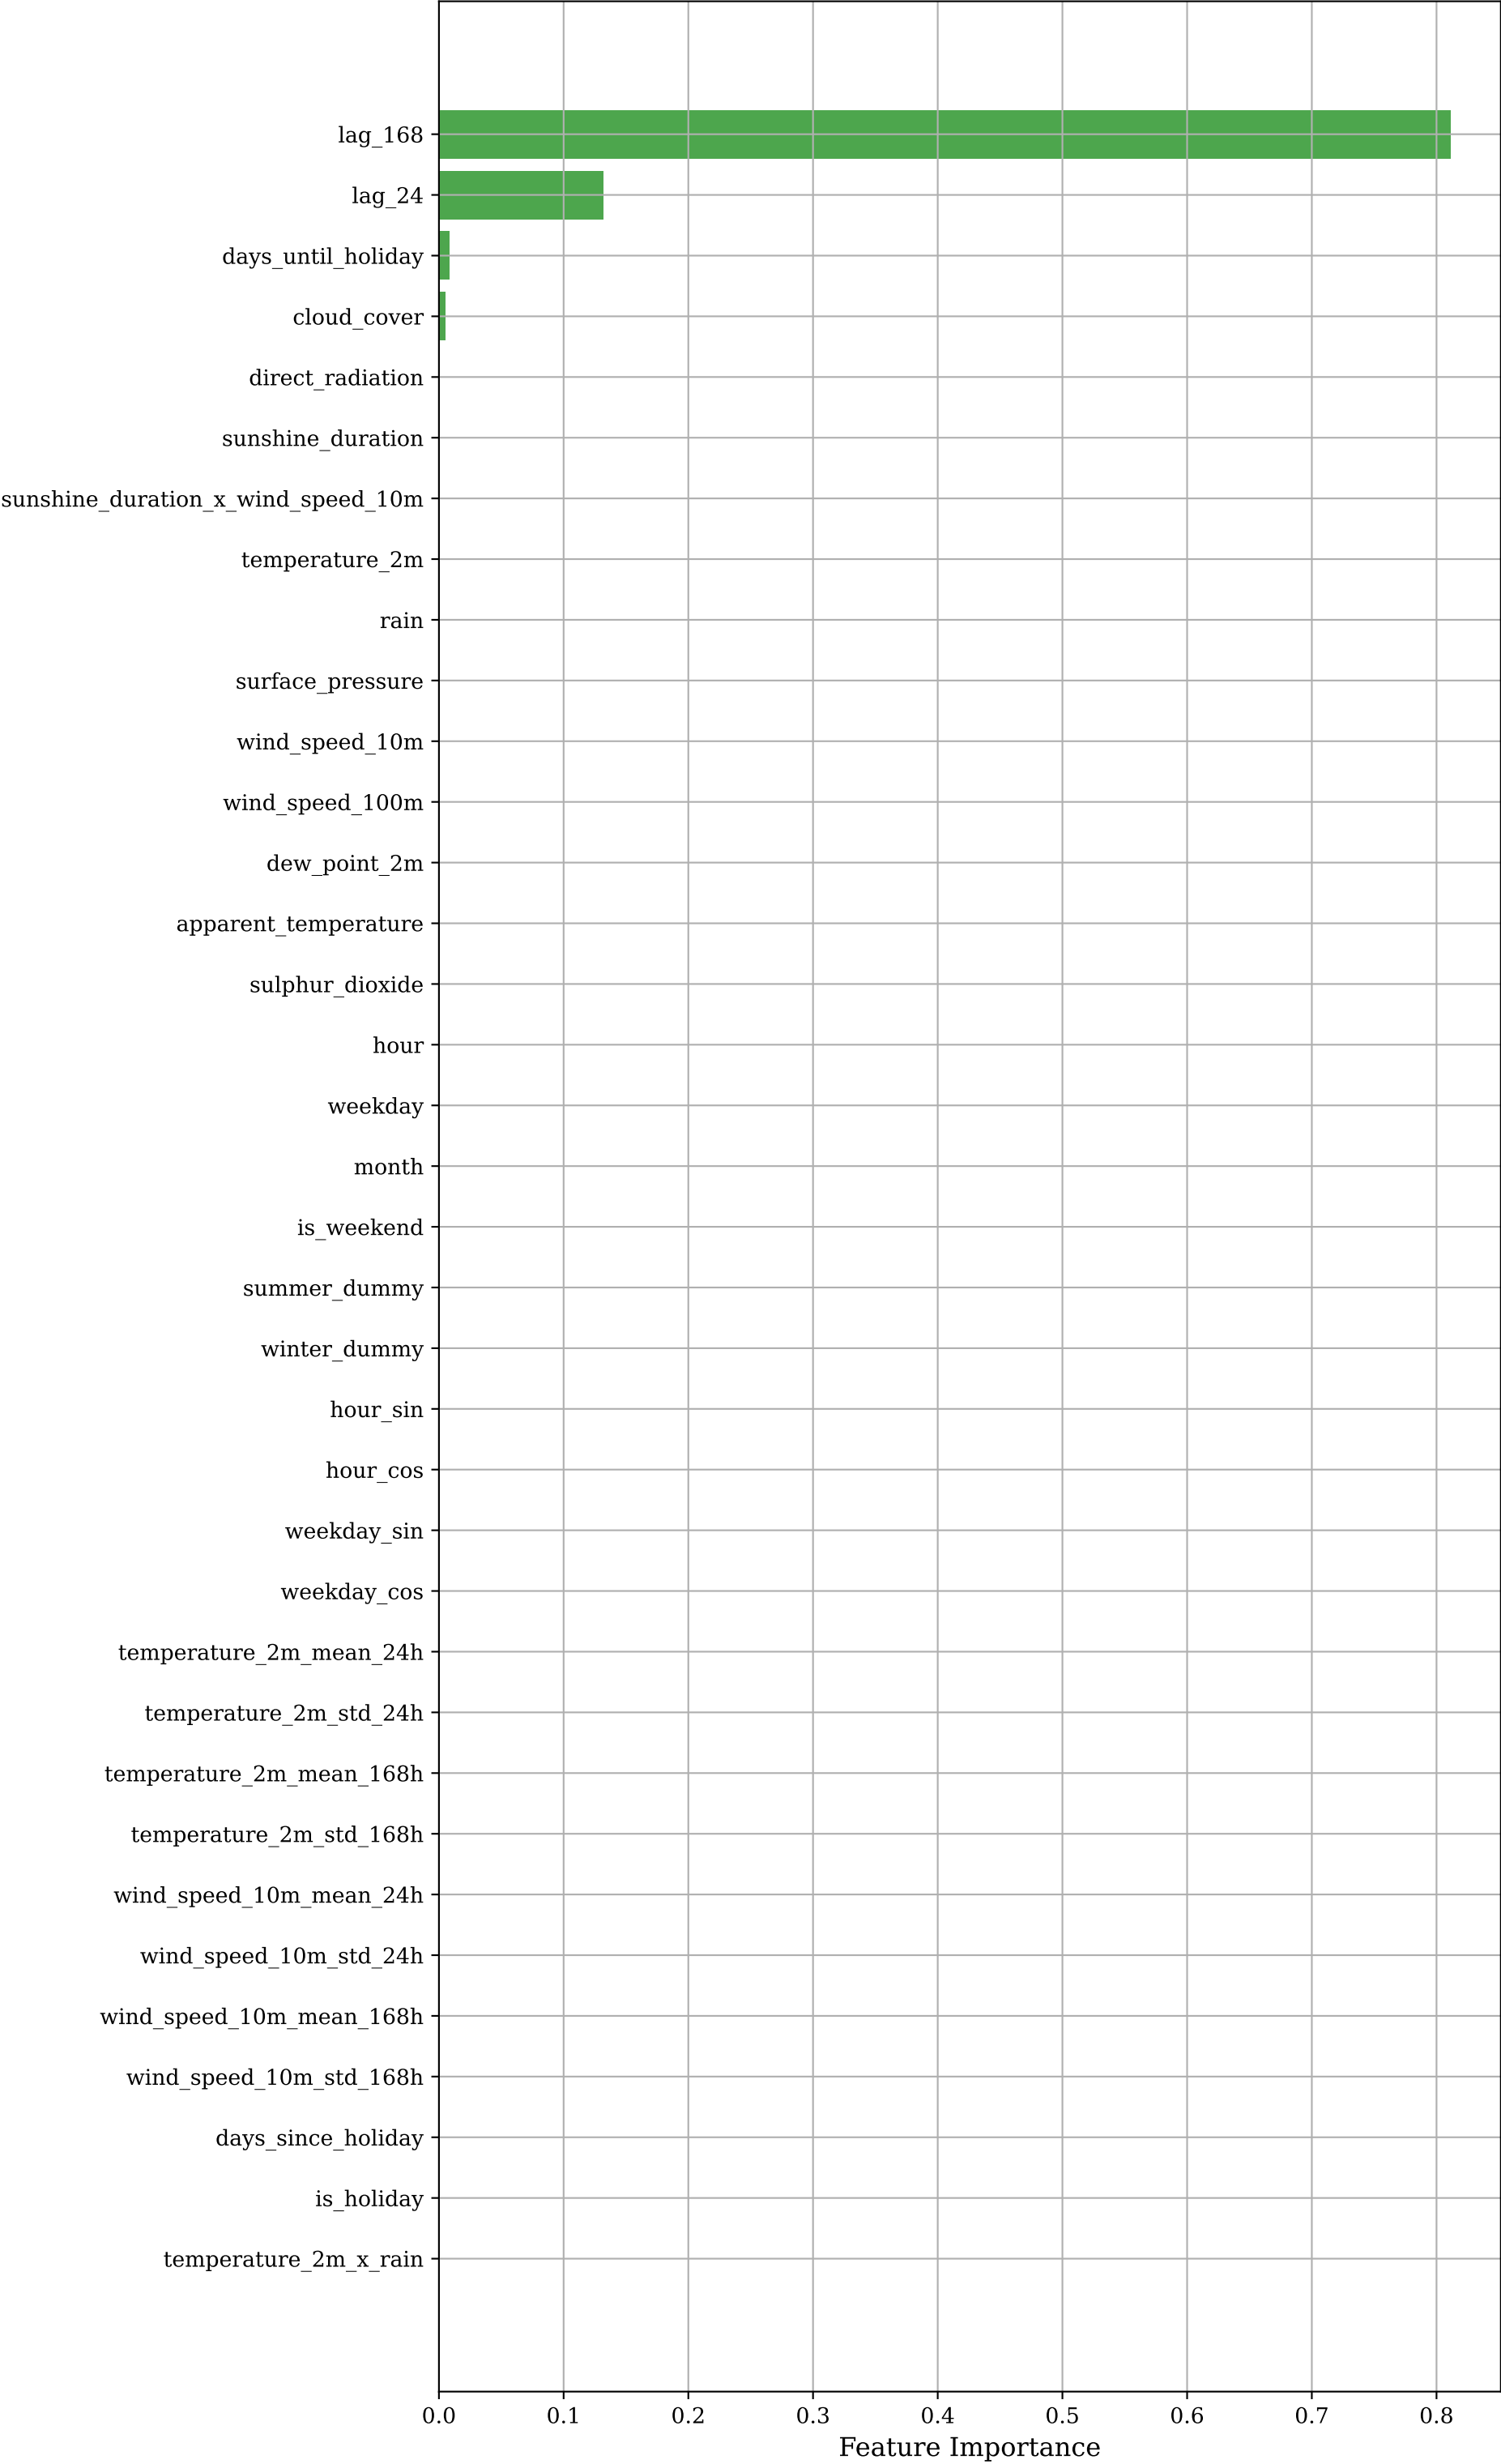 lag_168
lag_24
days_until_holiday
cloud_cover
direct_radiation
sunshine_duration
sunshine_duration_x_wind_speed_10m
temperature_2m
rain
surface_pressure
wind_speed_10m
wind_speed_100m
dew_point_2m
apparent_temperature
sulphur_dioxide
hour
weekday
month
is_weekend
summer_dummy
winter_dummy
hour_sin
hour_cos
weekday_sin
weekday_cos
temperature_2m_mean_24h
temperature_2m_std_24h
temperature_2m_mean_168h
temperature_2m_std_168h
wind_speed_10m_mean_24h
wind_speed_10m_std_24h
wind_speed_10m_mean_168h
wind_speed_10m_std_168h
days_since_holiday
is_holiday
temperature_2m_x_rain
0.0 0.1 0.2 0.3 0.4 0.5 0.6 0.7 0.8
Feature Importance